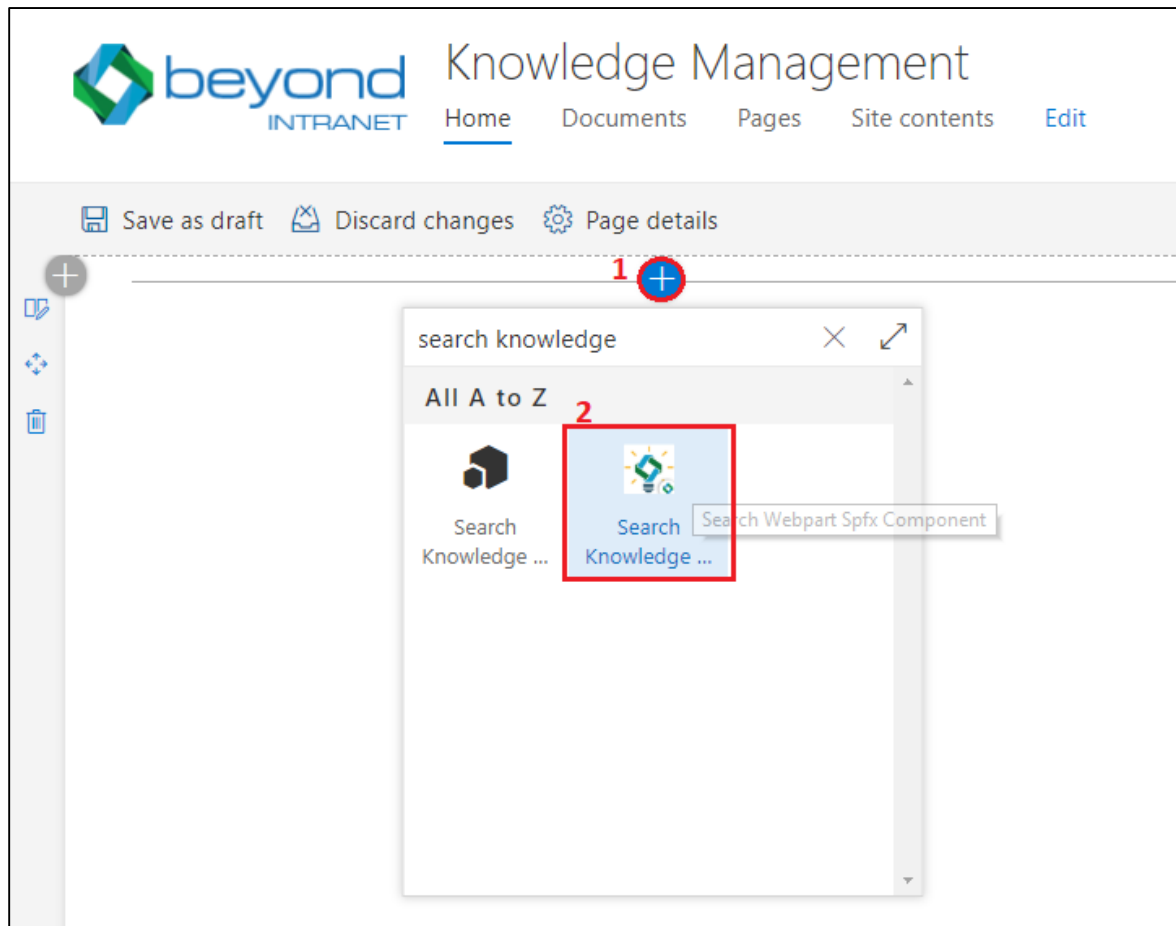 beyond
INTRANET
Knowledge Management
Home Documents Pages Site contents Edit
Save as draft Discard changes Page details
1
search knowledge
All A to Z
2
Search
Knowledge ...
Search
Knowledge ...
Search Webpart Spfx Component